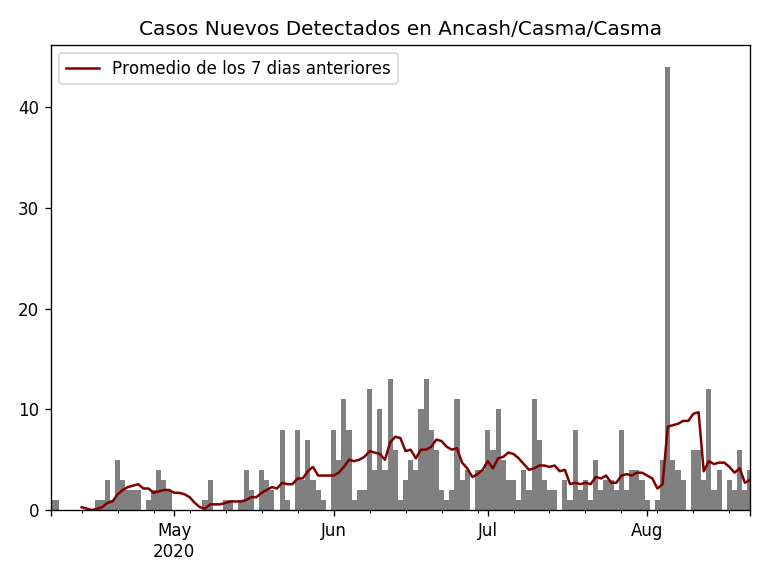 Casos Nuevos Detectados en Ancash/Casma/Casma
Promedio de los 7 dias anteriores
40
30
20
10
0
May
2020
Jun
Jul
Aug